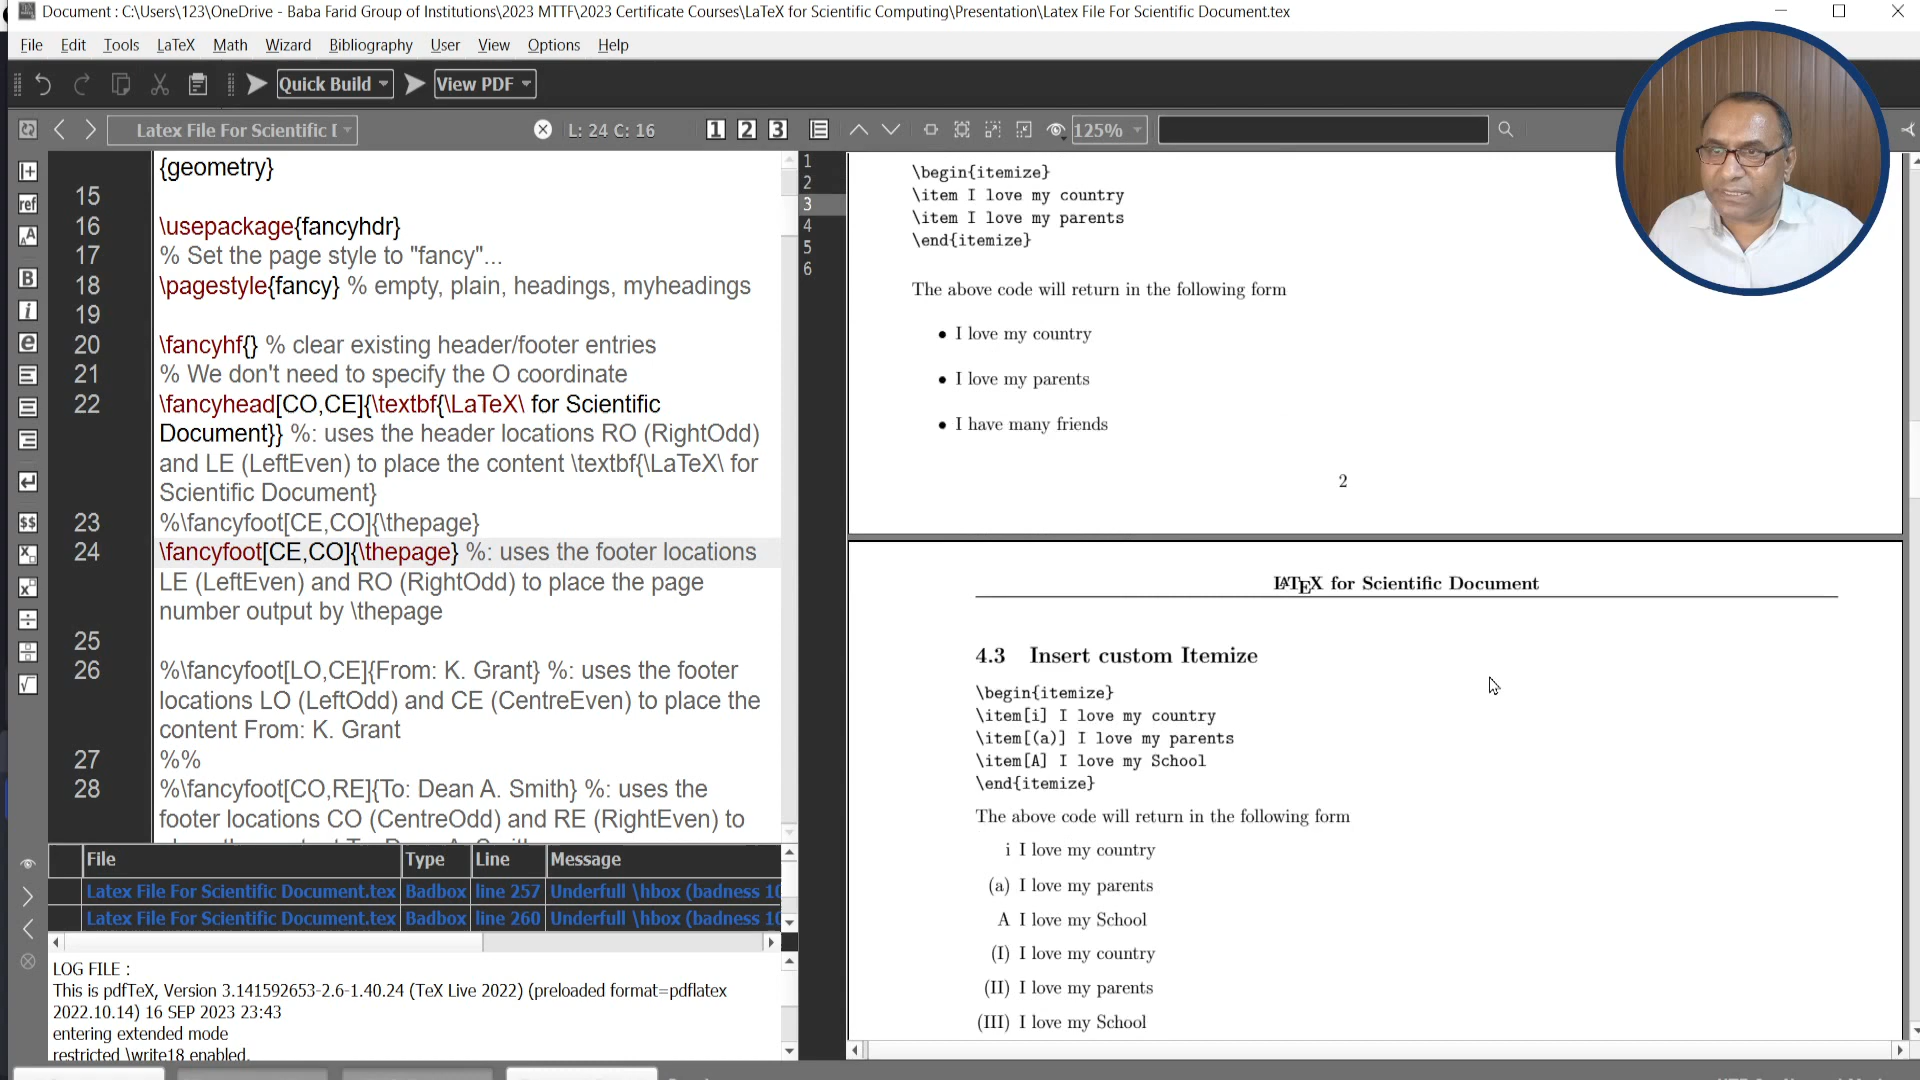 Document : C:\Users\123\OneDrive - Baba Farid Group of Institutions\2023 MTTF\2023 Certificate Courses\LaTeX for Scientific Computing\Presentation\Latex File For Scientific Document.tex
File Edit Tools LaTeX Math Wizard Bibliography User View Options Help
Quick Build View PDF
Latex File For Scientific L: 24 C: 16 1 2 3 125%
{geometry}
15
16 \usepackage{fancyhdr}
17 % Set the page style to "fancy"...
18 \pagestyle{fancy} % empty, plain, headings, myheadings
19
20 \fancyhf{} % clear existing header/footer entries
21 % We don't need to specify the O coordinate
22 \fancyhead[CO,CE]{\textbf{\LaTeX\ for Scientific
Document}} %: uses the header locations RO (RightOdd)
and LE (LeftEven) to place the content \textbf{\LaTeX\ for
Scientific Document}
23 %\fancyfoot[CE,CO]{\thepage}
24 \fancyfoot[CE,CO]{\thepage} %: uses the footer locations
LE (LeftEven) and RO (RightOdd) to place the page
number output by \thepage
25
26 %\fancyfoot[LO,CE]{From: K. Grant} %: uses the footer
locations LO (LeftOdd) and CE (CentreEven) to place the
content From: K. Grant
27 %%
28 %\fancyfoot[CO,RE]{To: Dean A. Smith} %: uses the
footer locations CO (CentreOdd) and RE (RightEven) to
File Type Line Message
Latex File For Scientific Document.tex Badbox line 257 Underfull \hbox (badness 10
Latex File For Scientific Document.tex Badbox line 260 Underfull \hbox (badness 10
LOG FILE :
This is pdfTeX, Version 3.141592653-2.6-1.40.24 (TeX Live 2022) (preloaded format=pdflatex
2022.10.14) 16 SEP 2023 23:43
entering extended mode
restricted \write18 enabled.
1
2
3
4
5
6
\begin{itemize}
\item I love my country
\item I love my parents
\end{itemize}
The above code will return in the following form
• I love my country
• I love my parents
• I have many friends
2
LATEX for Scientific Document
4.3 Insert custom Itemize
\begin{itemize}
\item[i] I love my country
\item[(a)] I love my parents
\item[A] I love my School
\end{itemize}
The above code will return in the following form
i I love my country
(a) I love my parents
A I love my School
(I) I love my country
(II) I love my parents
(III) I love my School